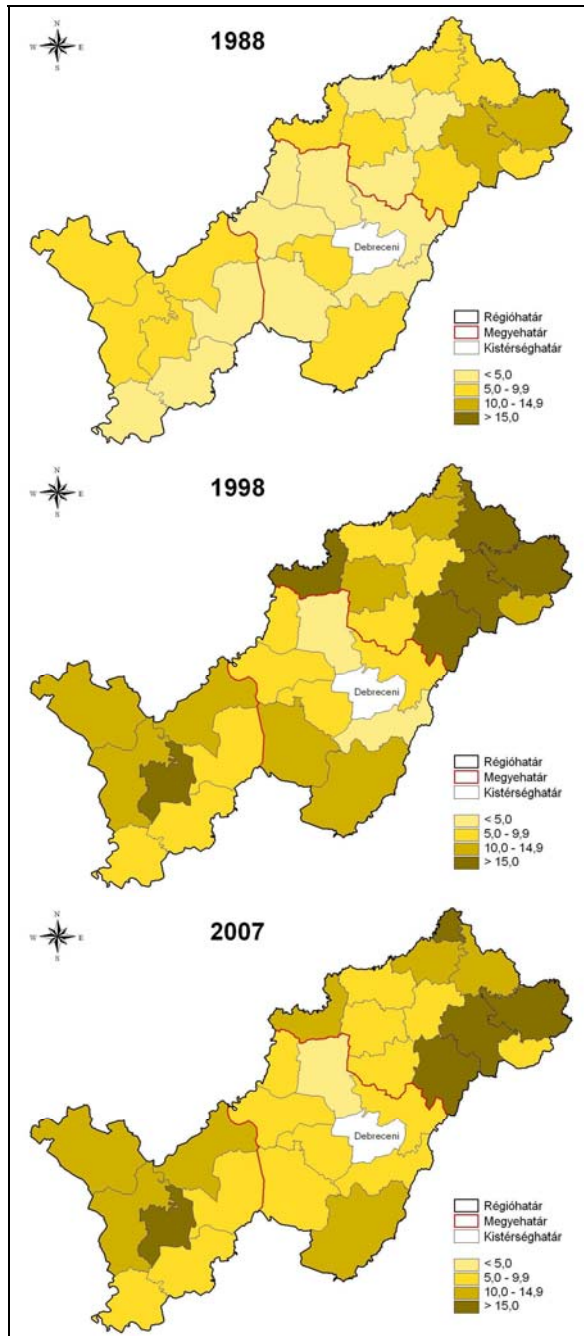 N
W E
S
1988
Debreceni
Régióhatár
Megyehatár
Kistérséghatár
< 5,0
5,0 - 9,9
10,0 - 14,9
> 15,0
N
W E
S
1998
Debreceni
Régióhatár
Megyehatár
Kistérséghatár
< 5,0
5,0 - 9,9
10,0 - 14,9
> 15,0
N
W E
S
2007
Debreceni
Régióhatár
Megyehatár
Kistérséghatár
< 5,0
5,0 - 9,9
10,0 - 14,9
> 15,0